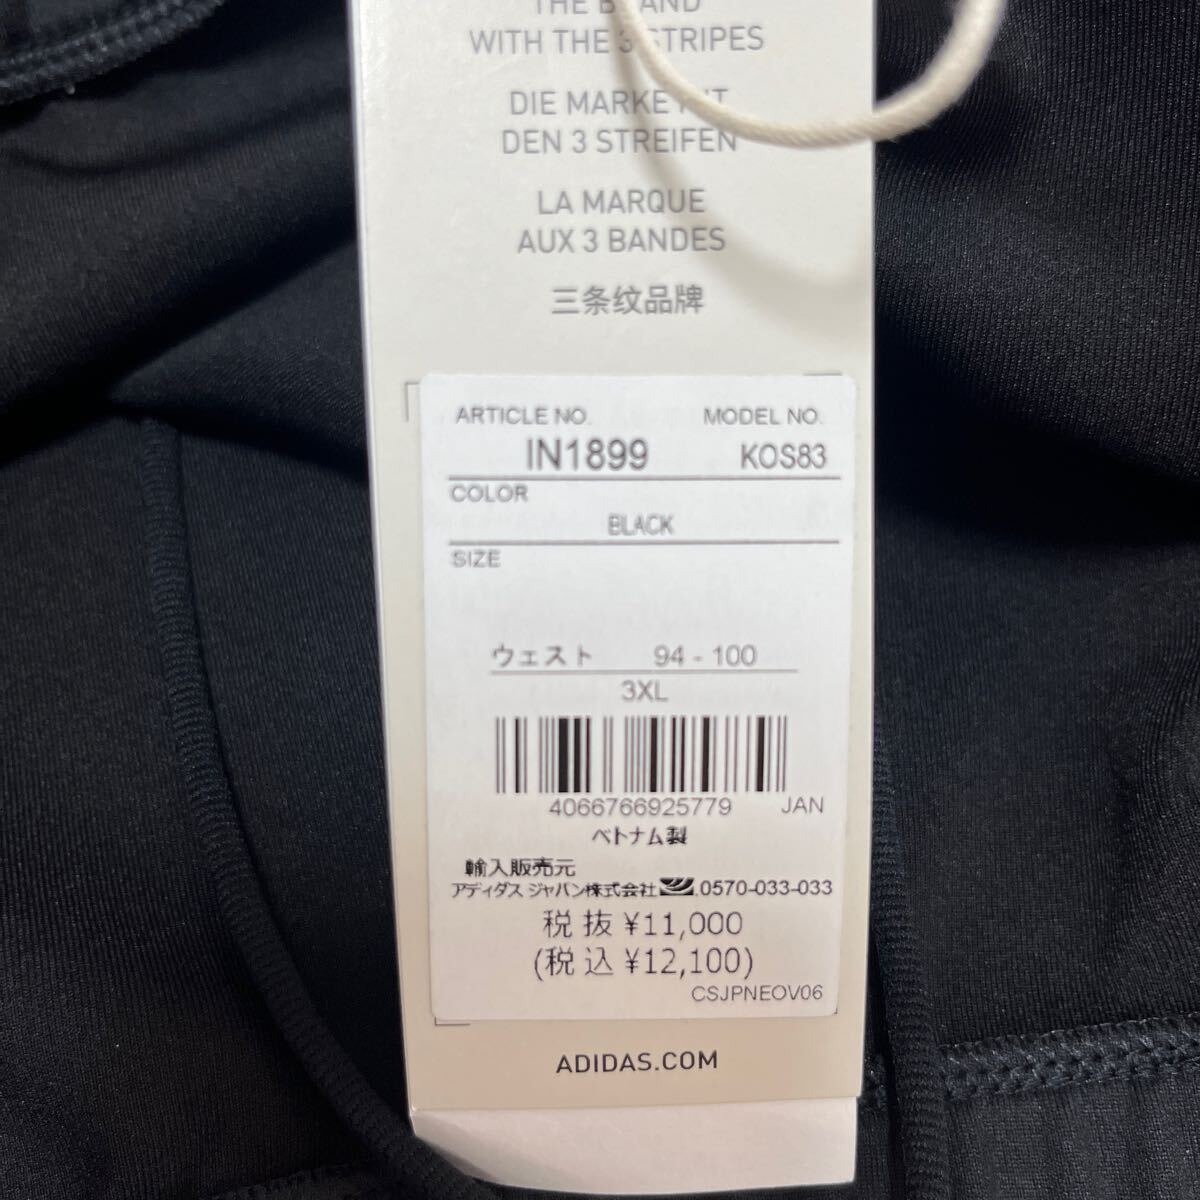 THE BRAND
WITH THE 3 STRIPES
DIE MARKE MIT
DEN 3 STREIFEN
LA MARQUE
AUX 3 BANDES
三条纹品牌
ARTICLE NO. MODEL NO.
IN1899 KOS83
COLOR
BLACK
SIZE
ウェスト 94 - 100
3XL
4066766925779 JAN
ベトナム製
輸入販売元
アディダス ジャパン株式会社 0570-033-033
税抜 ¥11,000
(税込 ¥12,100)
CSJPNEOV06
ADIDAS.COM